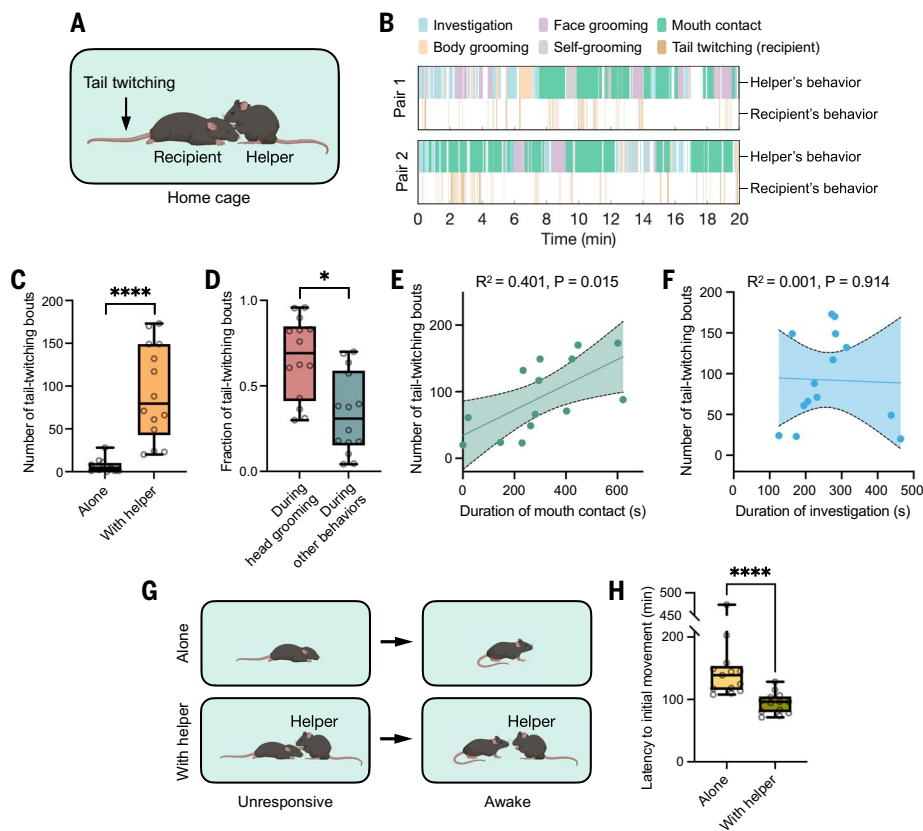 A
Tail twitching
Recipient
Helper
Home cage
B
Investigation
Face grooming
Mouth contact
Body grooming
Self-grooming
Tail twitching (recipient)
Pair 1
Helper's behavior
Recipient's behavior
Pair 2
Helper's behavior
Recipient's behavior
0 2 4 6 8 10 12 14 16 18 20
Time (min)
C
Number of tail-twitching bouts
200
150
100
50
0
****
Alone
With helper
D
Fraction of tail-twitching bouts
1.0
0.5
0.0
*
During
head grooming
During
other behaviors
E
R² = 0.401, P = 0.015
Number of tail-twitching bouts
200
100
0
0 200 400 600
Duration of mouth contact (s)
F
R² = 0.001, P = 0.914
Number of tail-twitching bouts
200
150
100
50
0
0 100 200 300 400 500
Duration of investigation (s)
G
Alone
With helper
Helper
Helper
Unresponsive
Awake
H
Latency to initial movement (min)
500
450
200
100
0
****
Alone
With helper